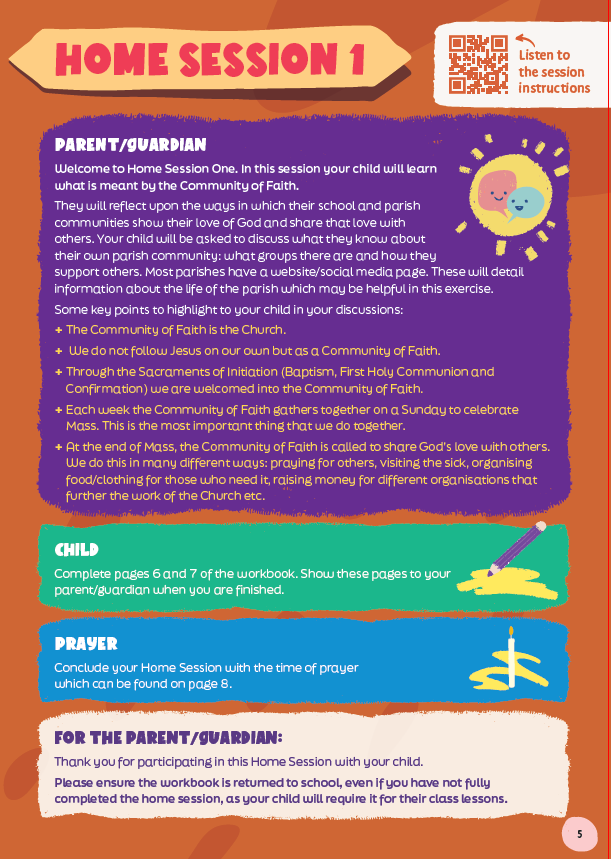 HOME SESSION 1
Listen to
the session
instructions
PARENT/GUARDIAN
Welcome to Home Session One. In this session your child will learn
what is meant by the Community of Faith.
They will reflect upon the ways in which their school and parish
communities show their love of God and share that love with
others. Your child will be asked to discuss what they know about
their own parish community: what groups there are and how they
support others. Most parishes have a website/social media page. These will detail
information about the life of the parish which may be helpful in this exercise.
Some key points to highlight to your child in your discussions:
+ The Community of Faith is the Church.
+ We do not follow Jesus on our own but as a Community of Faith.
+ Through the Sacraments of Initiation (Baptism, First Holy Communion and
Confirmation) we are welcomed into the Community of Faith.
+ Each week the Community of Faith gathers together on a Sunday to celebrate
Mass. This is the most important thing that we do together.
+ At the end of Mass, the Community of Faith is called to share God's love with others.
We do this in many different ways: praying for others, visiting the sick, organising
food/clothing for those who need it, raising money for different organisations that
further the work of the Church etc.
CHILD
Complete pages 6 and 7 of the workbook. Show these pages to your
parent/guardian when you are finished.
PRAYER
Conclude your Home Session with the time of prayer
which can be found on page 8.
FOR THE PARENT/GUARDIAN:
Thank you for participating in this Home Session with your child.
Please ensure the workbook is returned to school, even if you have not fully
completed the home session, as your child will require it for their class lessons.
5